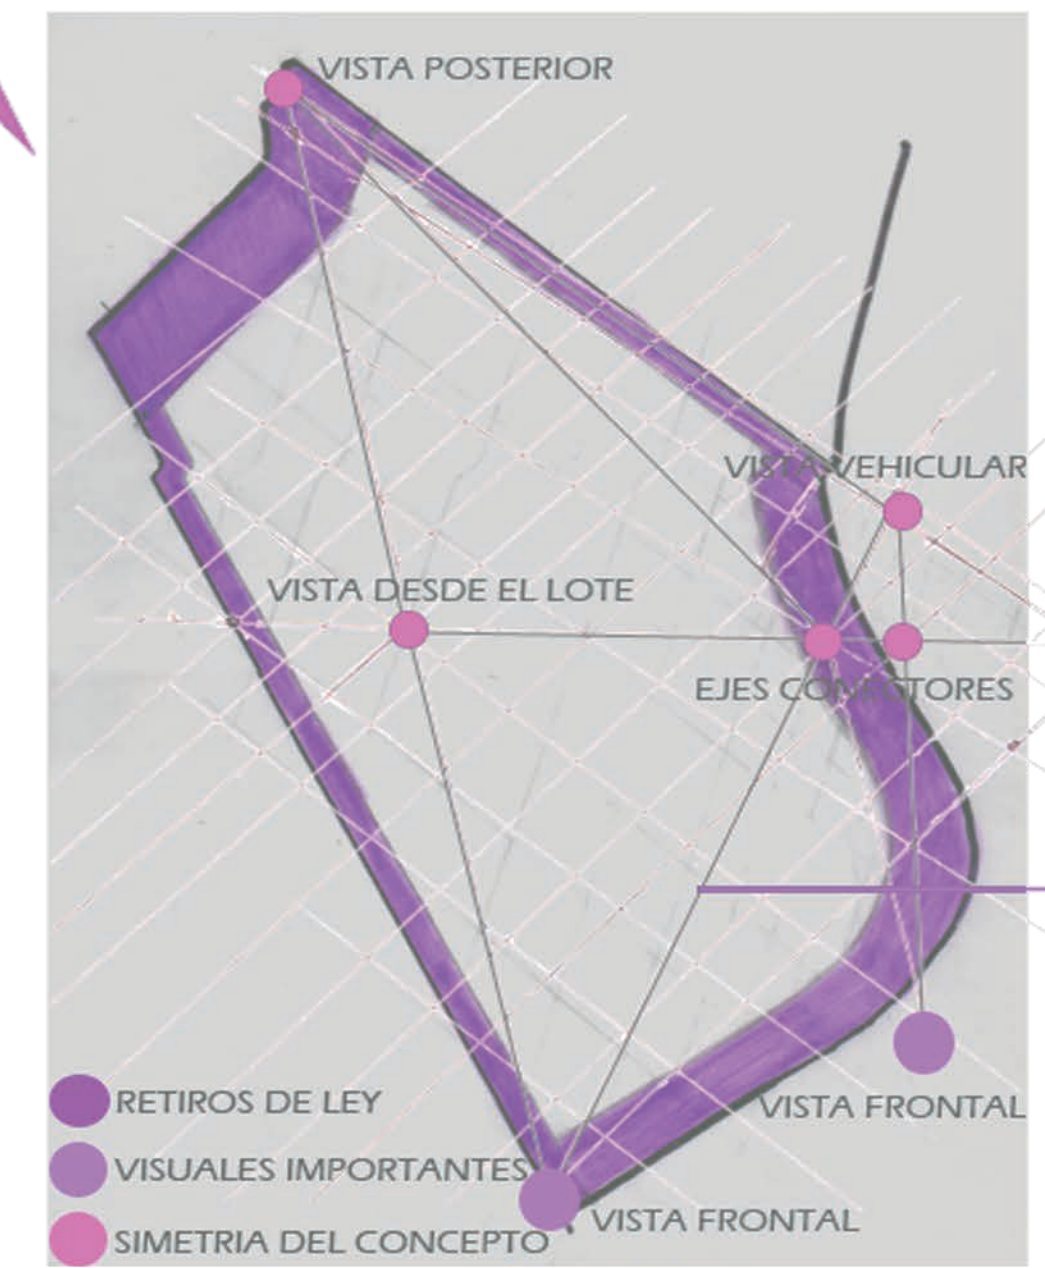 VISTA POSTERIOR
VISTA VEHICULAR
VISTA DESDE EL LOTE
EJES CONECTORES
RETIROS DE LEY
VISTA FRONTAL
VISUALES IMPORTANTES
VISTA FRONTAL
SIMETRIA DEL CONCEPTO